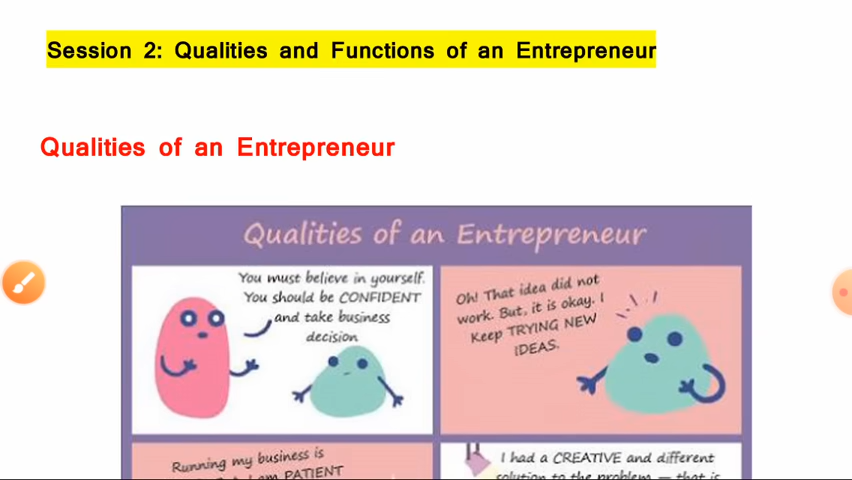 Session 2: Qualities and Functions of an Entrepreneur
Qualities of an Entrepreneur
Qualities of an Entrepreneur
You must believe in yourself.
You should be CONFIDENT
and take business
decision
Oh! That idea did not
work. But, it is okay. I
Keep TRYING NEW
IDEAS.
Running my business is
I am PATIENT
I had a CREATIVE and different
solution to the problem — that is